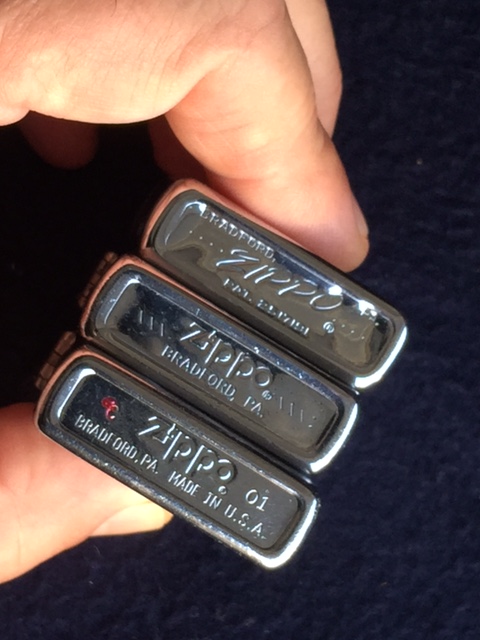 BRADFORD,
ZIPPO
PAT. 2517191
®
Zippo®
BRADFORD, PA.
Zippo® 01
BRADFORD, PA. MADE IN U.S.A.